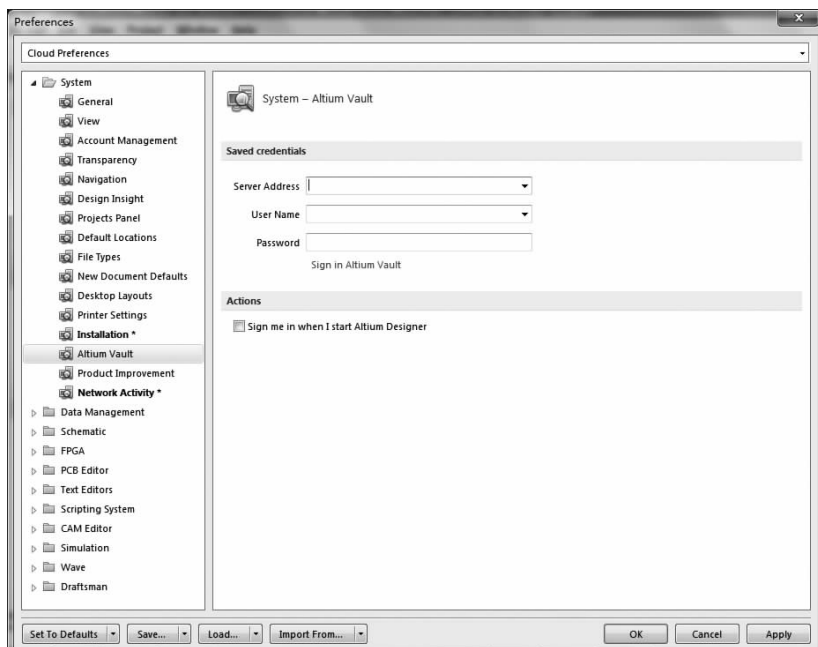 Preferences
Cloud Preferences
System
General
View
Account Management
Transparency
Navigation
Design Insight
Projects Panel
Default Locations
File Types
New Document Defaults
Desktop Layouts
Printer Settings
Installation *
Altium Vault
Product Improvement
Network Activity *
Data Management
Schematic
FPGA
PCB Editor
Text Editors
Scripting System
CAM Editor
Simulation
Wave
Draftsman
System – Altium Vault
Saved credentials
Server Address
User Name
Password
Sign in Altium Vault
Actions
Sign me in when I start Altium Designer
Set To Defaults Save... Load... Import From... OK Cancel Apply